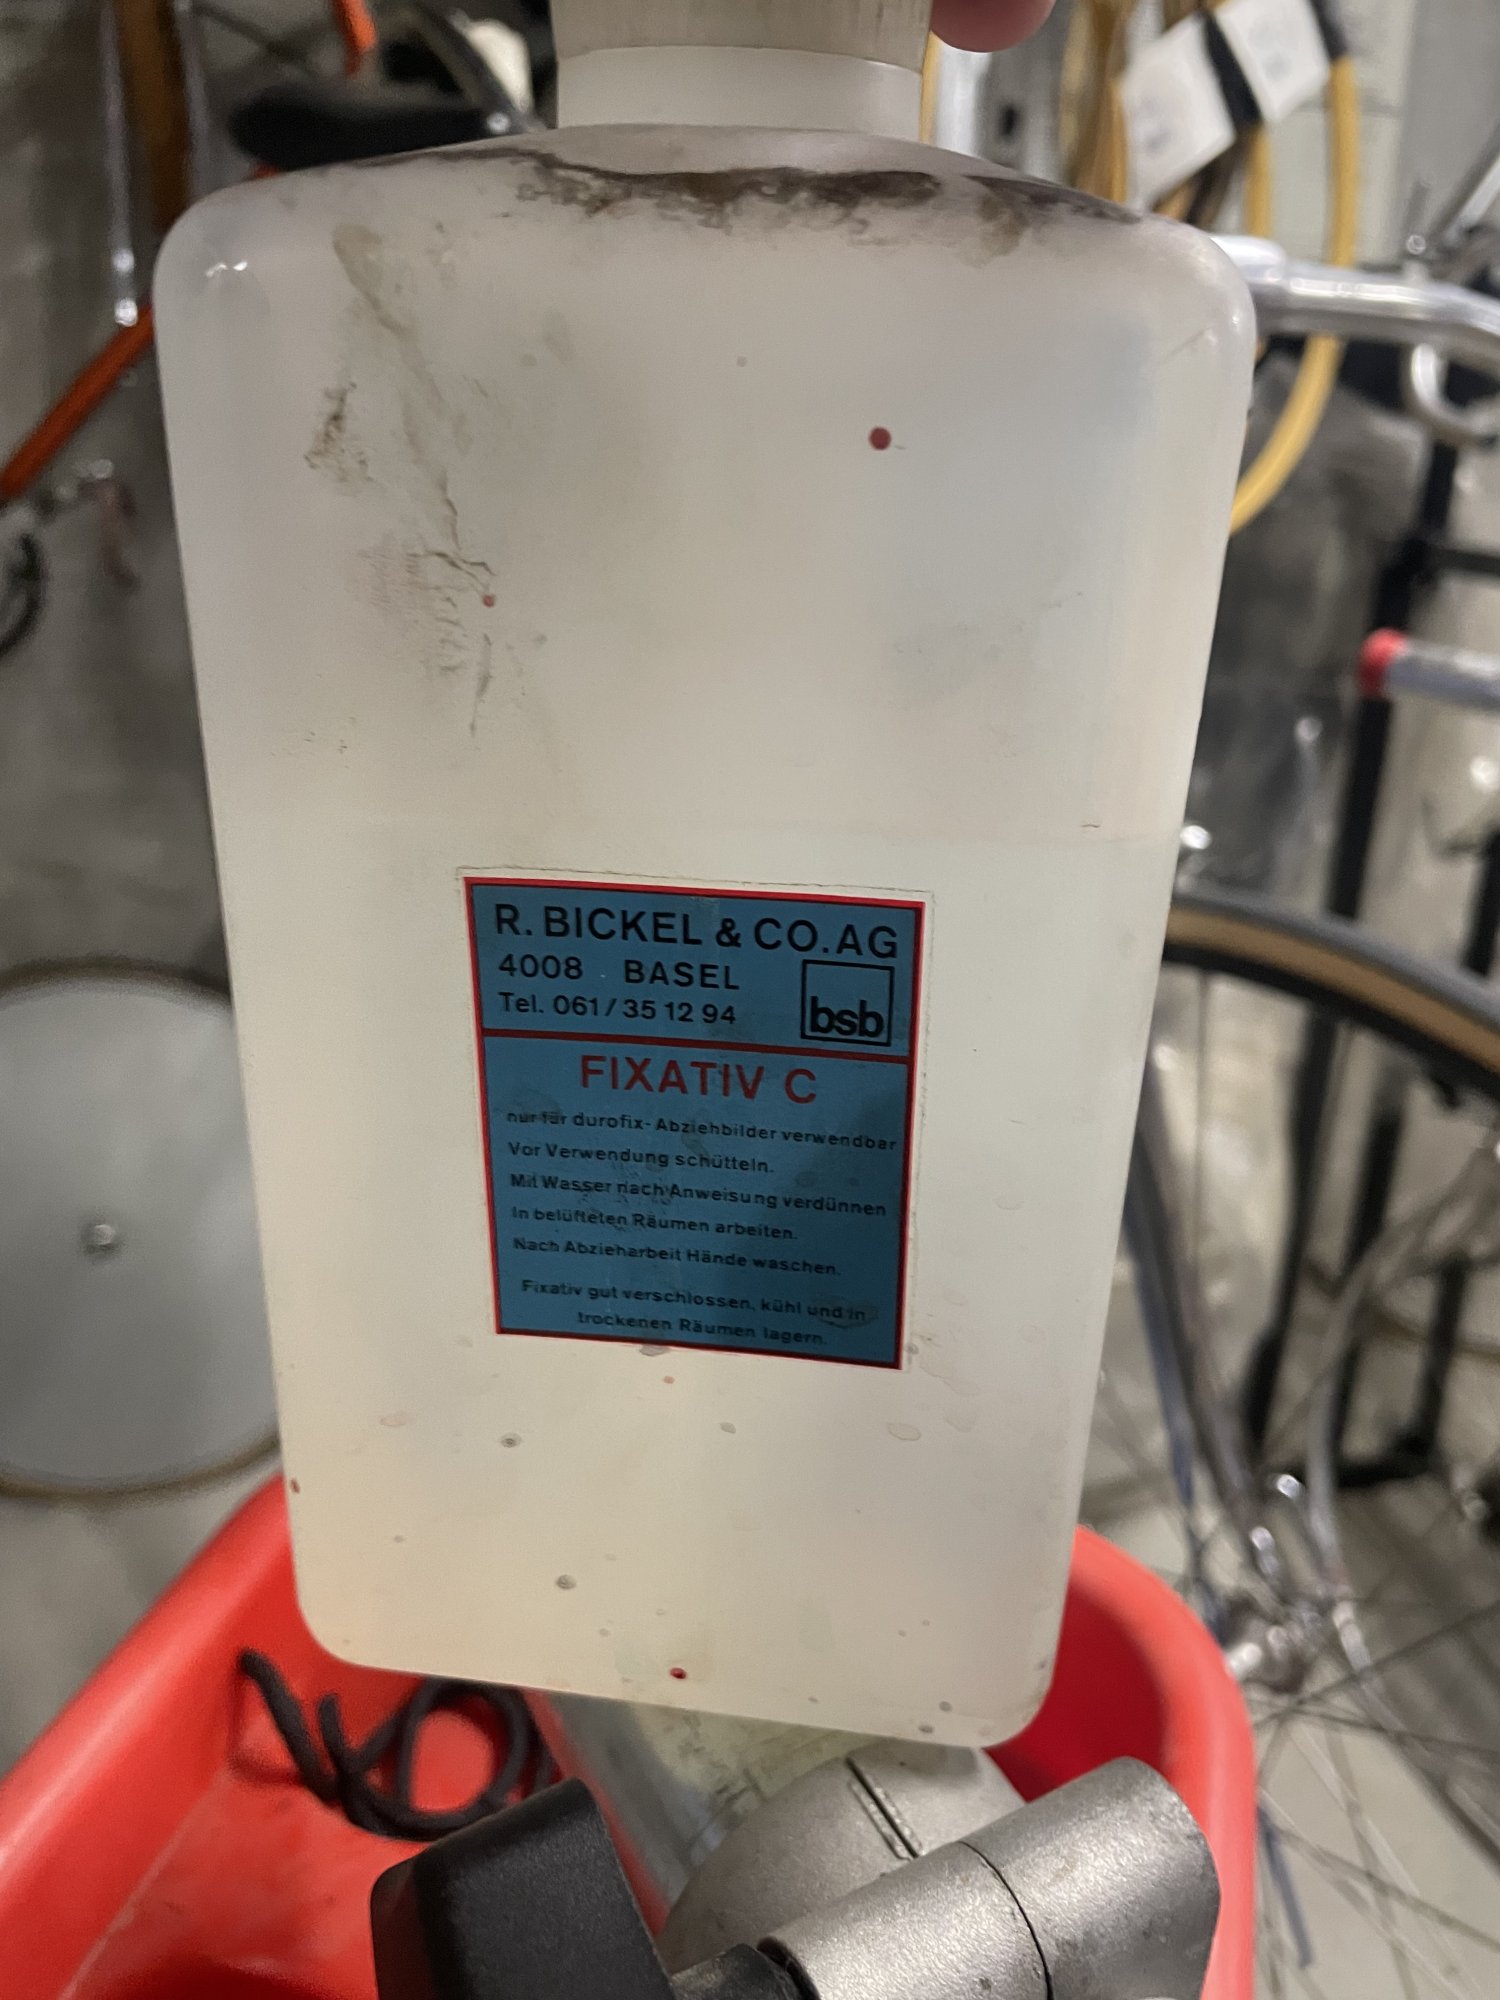 R. BICKEL & CO. AG
4008 BASEL
Tel. 061/35 12 94
bsb
FIXATIV C
nur für durofix-Abziehbilder verwendbar
Vor Verwendung schütteln.
Mit Wasser nach Anweisung verdünnen
In belüfteten Räumen arbeiten.
Nach Abzieharbeit Hände waschen.
Fixativ gut verschlossen, kühl und in
trockenen Räumen lagern.